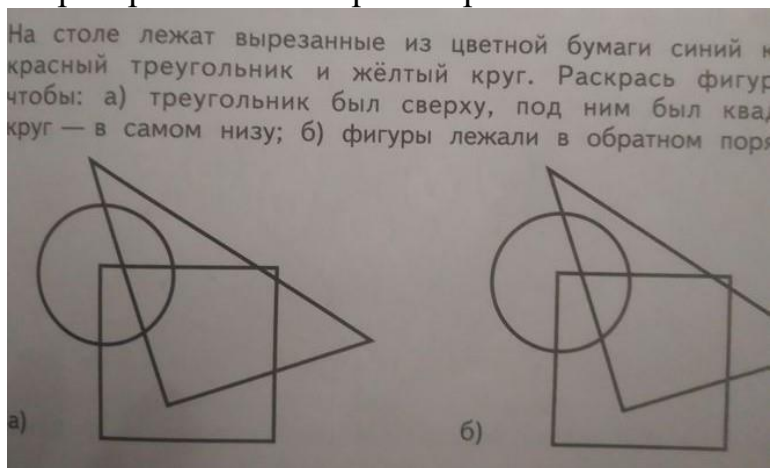 На столе лежат вырезанные из цветной бумаги синий
красный треугольник и жёлтый круг. Раскрась
чтобы: а) треугольник был сверху, под ним был
круг — в самом низу; б) фигуры лежали в обратном
а)
б)